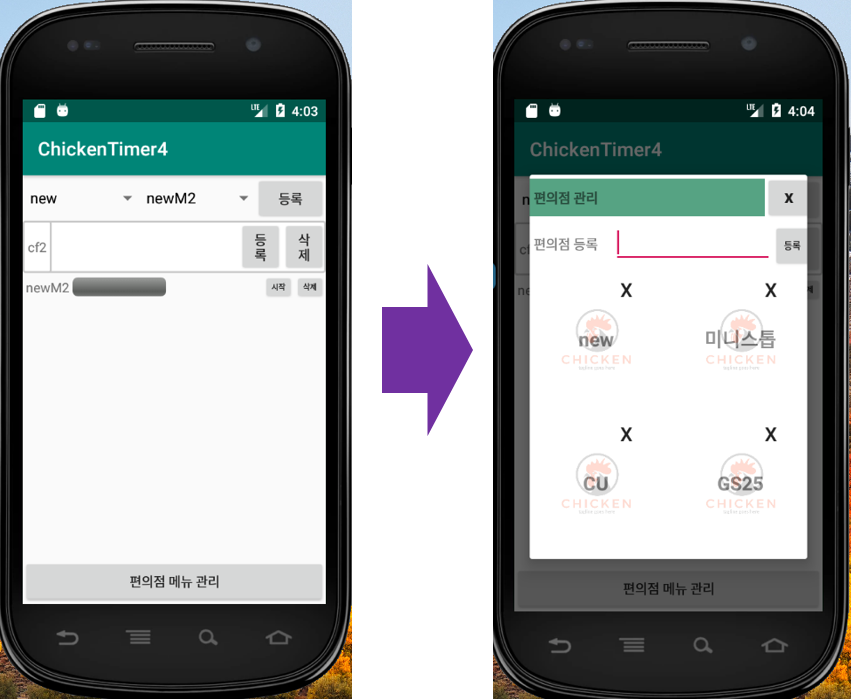 LTE 4:03
ChickenTimer4
new newM2 등록
cf2 등록 삭제
newM2 시작 삭제
편의점 메뉴 관리
LTE 4:04
ChickenTimer4
편의점 관리 X
편의점 등록 등록
X X
new 미니스톱
CHICKEN CHICKEN
X X
CU GS25
CHICKEN CHICKEN
편의점 메뉴 관리